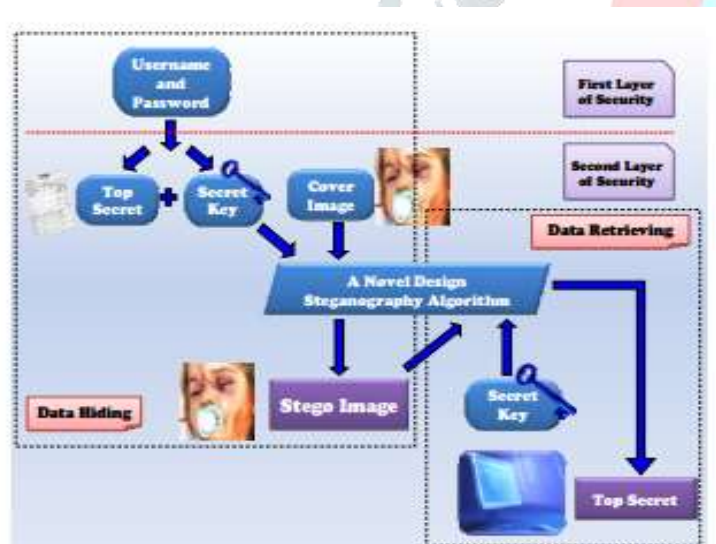 Username
and
Password
First Layer
of Security
Second Layer
of Security
Top
Secret
Secret
Key
Cover
Image
Data Retrieving
A Novel Design
Steganography Algorithm
Data Hiding
Stego Image
Secret
Key
Top Secret